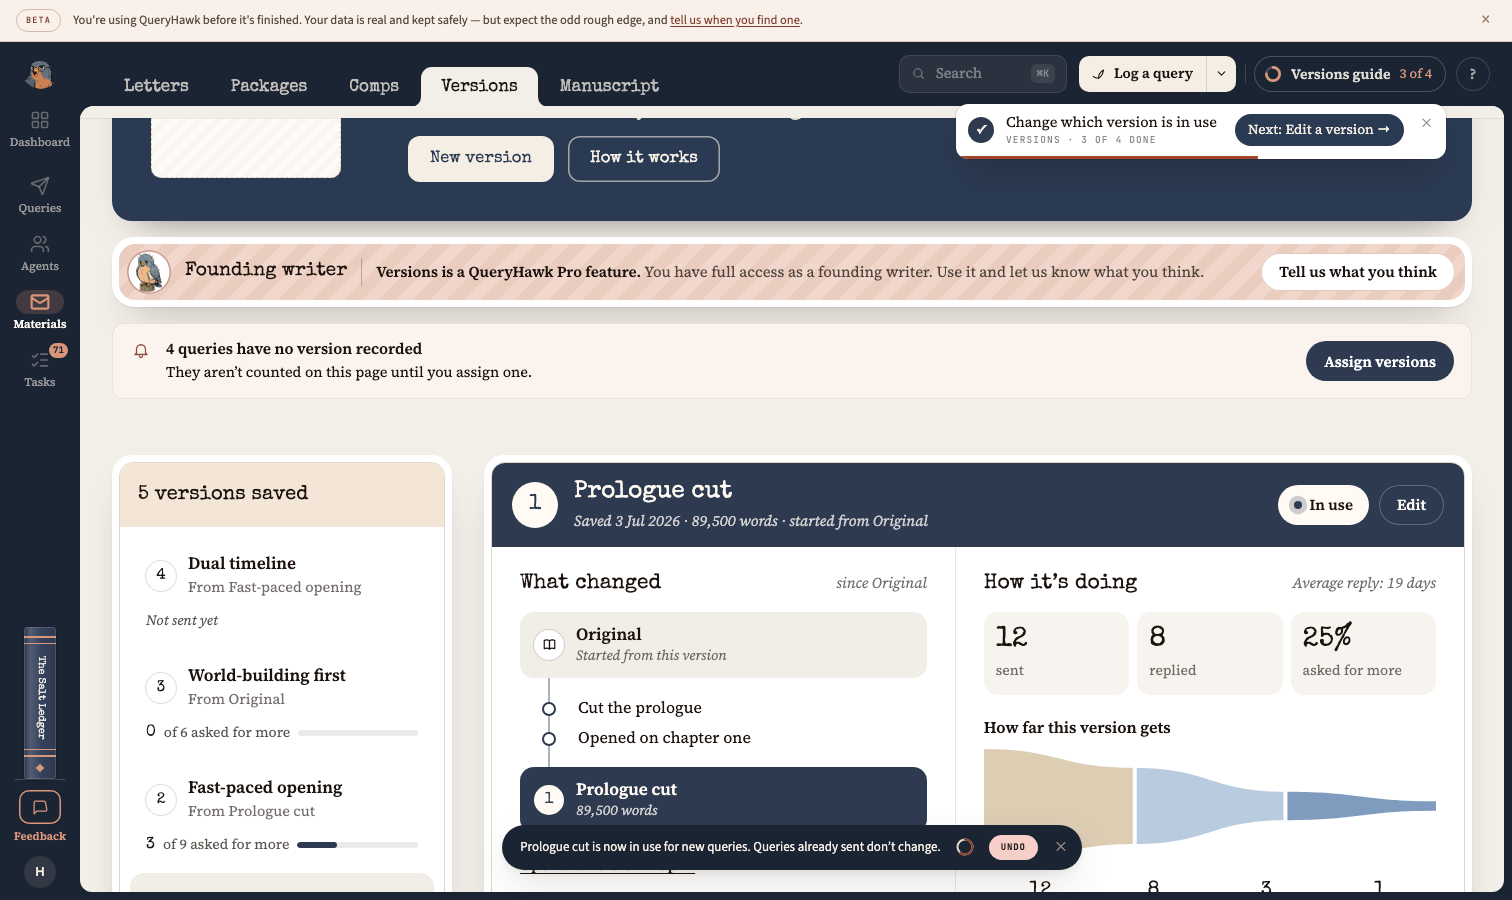 BETA
You're using QueryHawk before it's finished. Your data is real and kept safely — but expect the odd rough edge, and tell us when you find one.
Letters
Packages
Comps
Versions
Manuscript
Search
⌘K
Log a query
Versions guide 3 of 4
?
Change which version is in use
VERSIONS · 3 OF 4 DONE
Next: Edit a version →
Dashboard
Queries
Agents
Materials
71
Tasks
The Salt Ledger
Feedback
H
New version
How it works
Founding writer
Versions is a QueryHawk Pro feature. You have full access as a founding writer. Use it and let us know what you think.
Tell us what you think
4 queries have no version recorded
They aren’t counted on this page until you assign one.
Assign versions
5 versions saved
4
Dual timeline
From Fast-paced opening
Not sent yet
3
World-building first
From Original
0 of 6 asked for more
2
Fast-paced opening
From Prologue cut
3 of 9 asked for more
1
Prologue cut
Saved 3 Jul 2026 · 89,500 words · started from Original
In use
Edit
What changed
since Original
Original
Started from this version
Cut the prologue
Opened on chapter one
1
Prologue cut
89,500 words
How it’s doing
Average reply: 19 days
12
sent
8
replied
25%
asked for more
How far this version gets
12
8
3
1
Prologue cut is now in use for new queries. Queries already sent don’t change.
UNDO